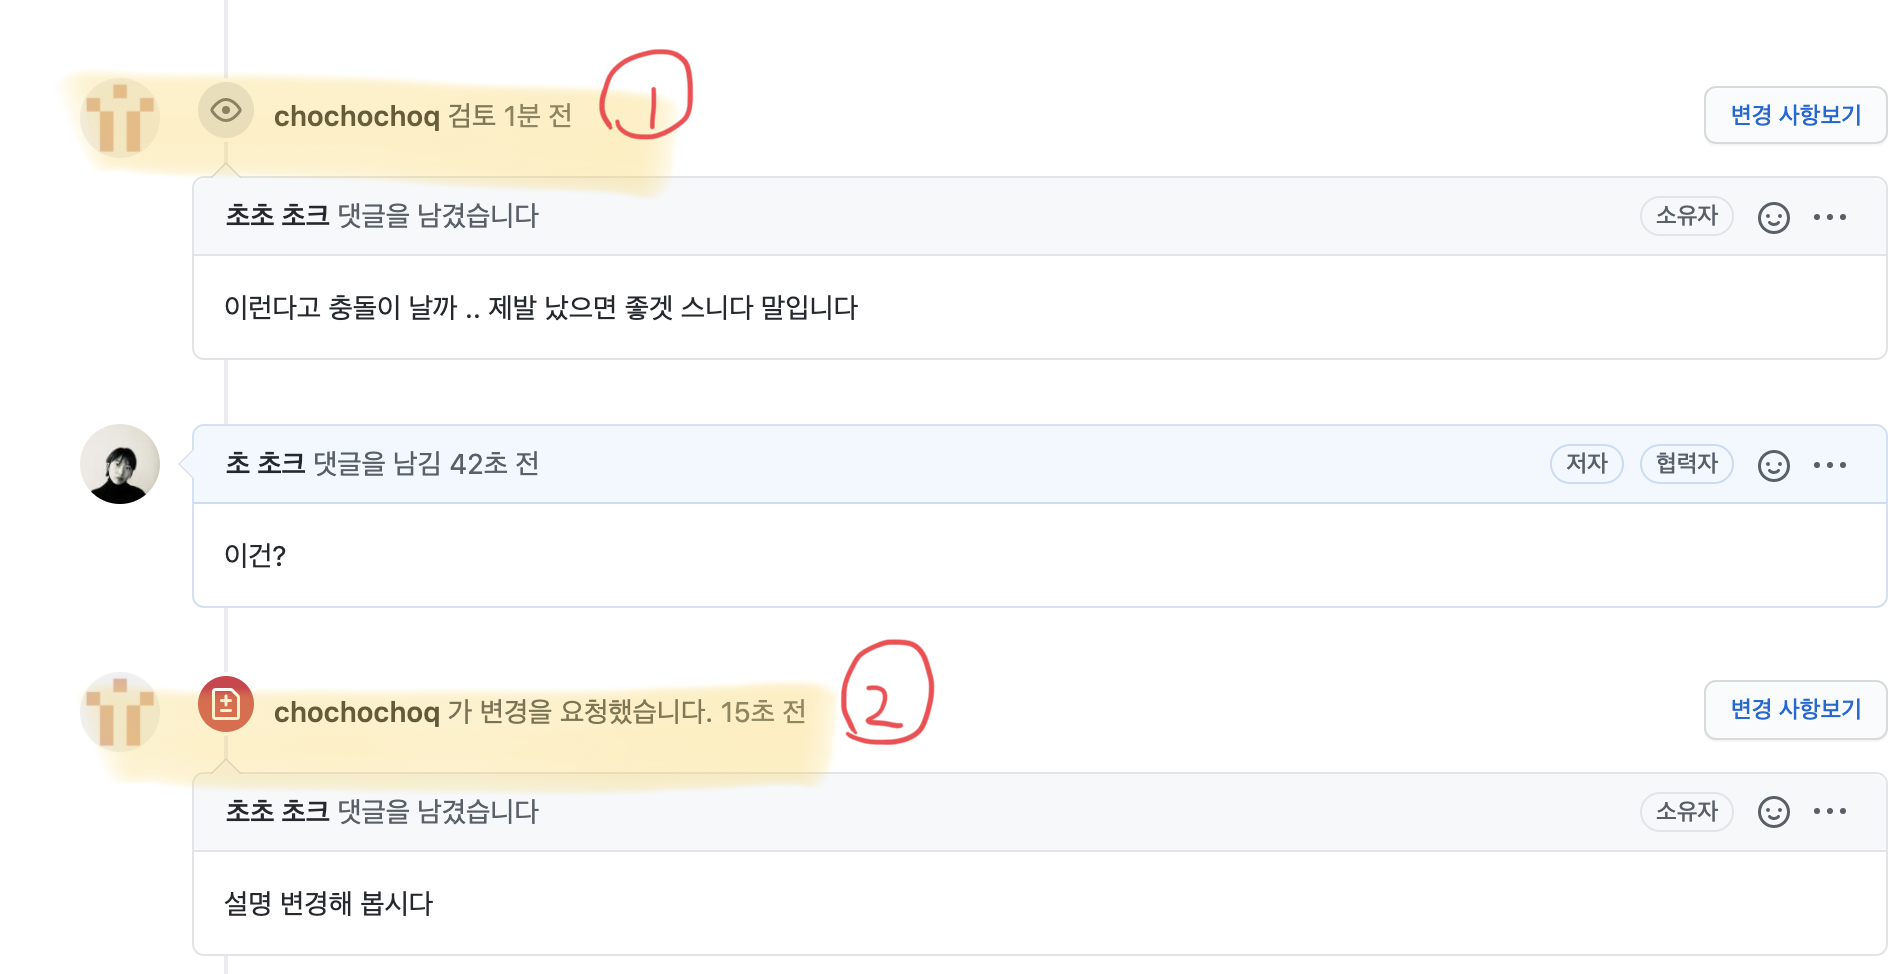 chochochoq 검토 1분 전
1
변경 사항보기
초초 초크 댓글을 남겼습니다
소유자
이런다고 충돌이 날까 .. 제발 났으면 좋겟 스니다 말입니다
초 초크 댓글을 남김 42초 전
저자
협력자
이건?
chochochoq 가 변경을 요청했습니다. 15초 전
2
변경 사항보기
초초 초크 댓글을 남겼습니다
소유자
설명 변경해 봅시다